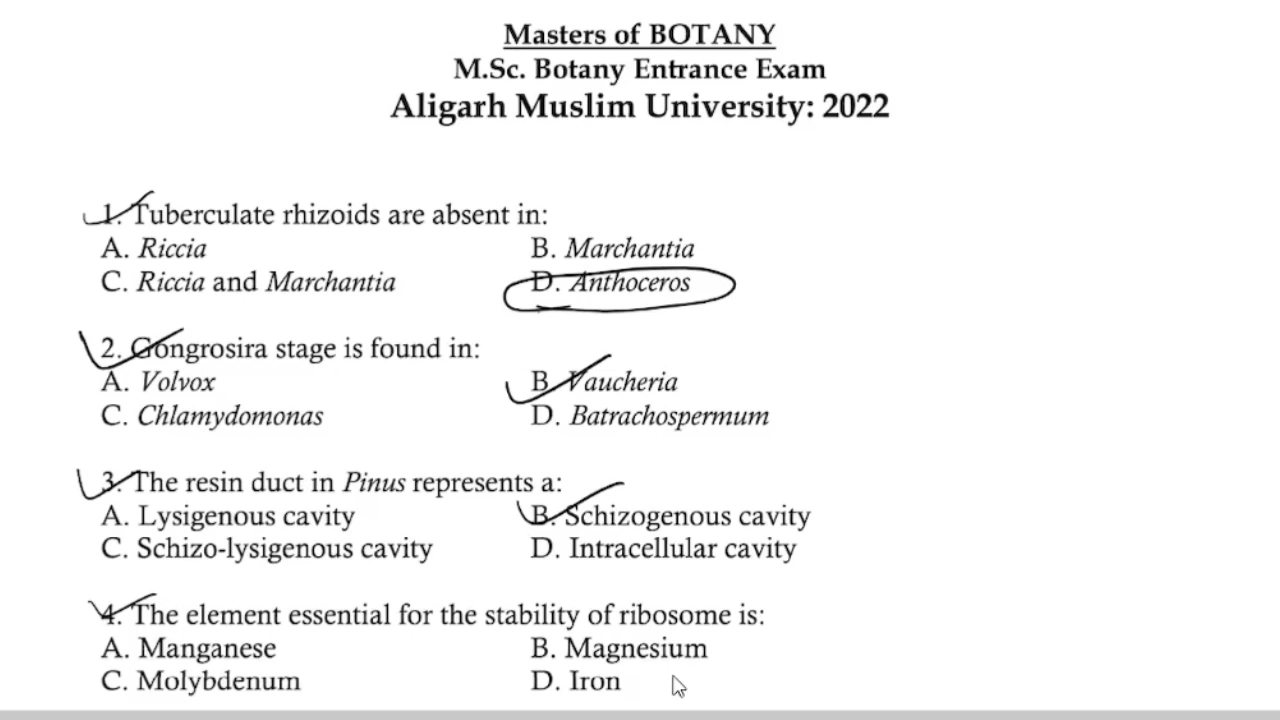 Masters of BOTANY
M.Sc. Botany Entrance Exam
Aligarh Muslim University: 2022
1. Tuberculate rhizoids are absent in:
A. Riccia B. Marchantia
C. Riccia and Marchantia D. Anthoceros
2. Gongrosira stage is found in:
A. Volvox B. Vaucheria
C. Chlamydomonas D. Batrachospermum
3. The resin duct in Pinus represents a:
A. Lysigenous cavity B. Schizogenous cavity
C. Schizo-lysigenous cavity D. Intracellular cavity
4. The element essential for the stability of ribosome is:
A. Manganese B. Magnesium
C. Molybdenum D. Iron